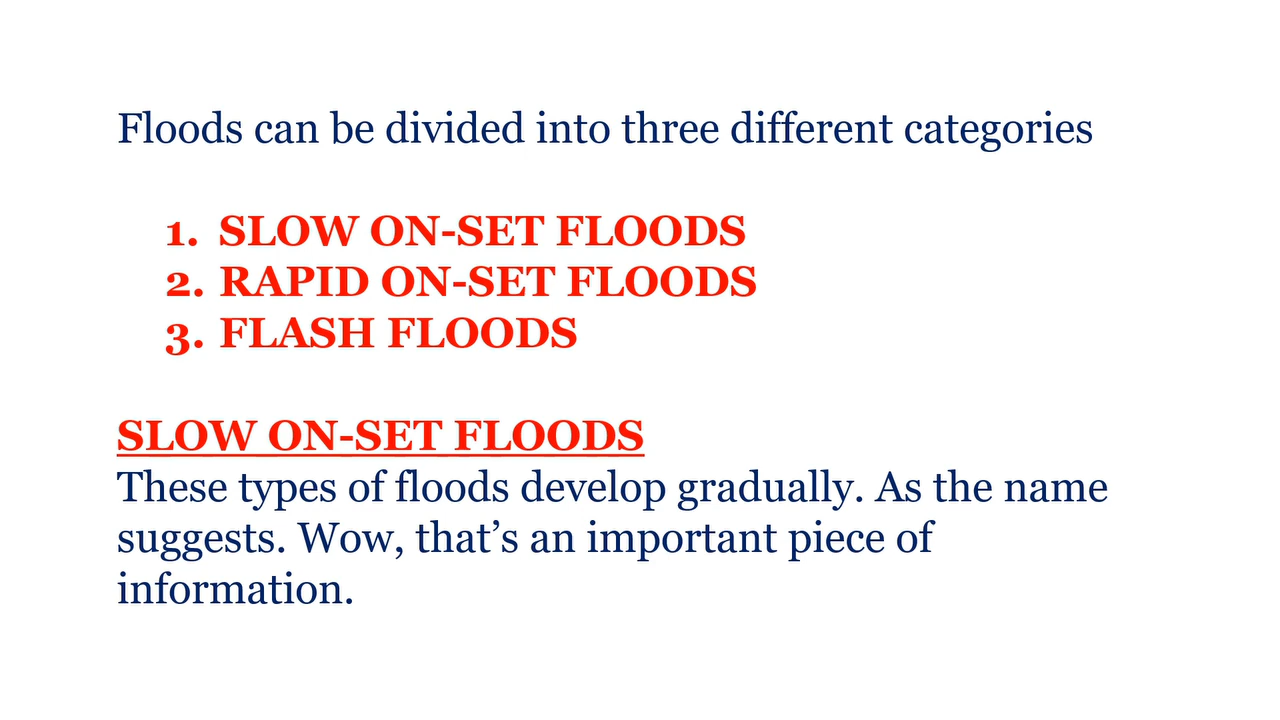 Floods can be divided into three different categories
1. SLOW ON-SET FLOODS
2. RAPID ON-SET FLOODS
3. FLASH FLOODS
SLOW ON-SET FLOODS
These types of floods develop gradually. As the name
suggests. Wow, that’s an important piece of
information.